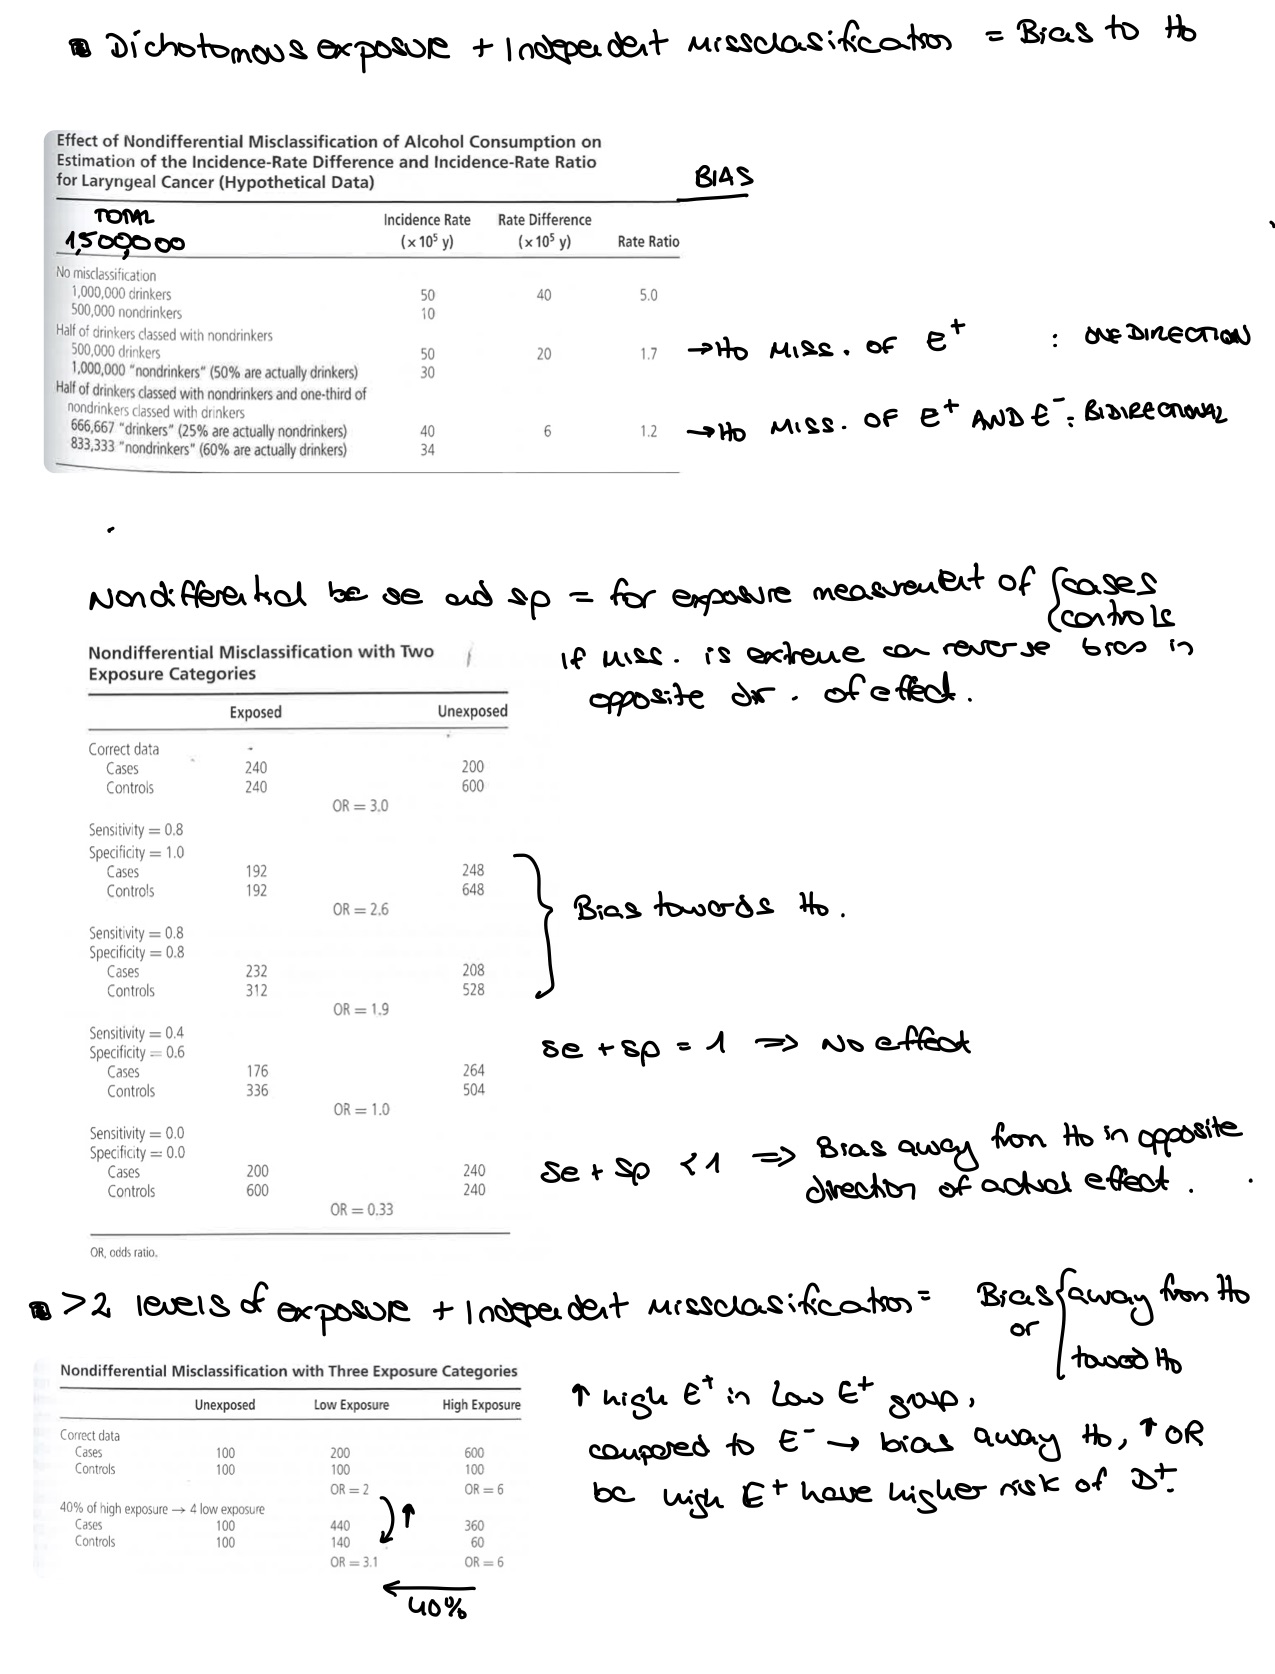 Dichotomous exposure + Independent missclasification = Bias to Ho
Effect of Nondifferential Misclassification of Alcohol Consumption on
Estimation of the Incidence-Rate Difference and Incidence-Rate Ratio
for Laryngeal Cancer (Hypothetical Data)
BIAS
TOTAL
1,500,000
Incidence Rate Rate Difference
(× 10⁵ y) (× 10⁵ y) Rate Ratio
No misclassification
1,000,000 drinkers 50 40 5.0
500,000 nondrinkers 10
Half of drinkers classed with nondrinkers
500,000 drinkers 50 20 1.7 → Ho MISS. OF E+ : ONE DIRECTION
1,000,000 "nondrinkers" (50% are actually drinkers) 30
Half of drinkers classed with nondrinkers and one-third of
nondrinkers classed with drinkers
666,667 "drinkers" (25% are actually nondrinkers) 40 6 1.2 → Ho MISS. OF E+ AND E-: BIDIRECTIONAL
833,333 "nondrinkers" (60% are actually drinkers) 34
Nondifferential bc se and sp = for exposure measurement of { cases
controls
Nondifferential Misclassification with Two
Exposure Categories
If miss. is extreme can reverse bias in
opposite dir. of effect.
Exposed Unexposed
Correct data
Cases 240 200
Controls 240 600
OR = 3.0
Sensitivity = 0.8
Specificity = 1.0
Cases 192 248
Controls 192 648
OR = 2.6
Bias towards Ho.
Sensitivity = 0.8
Specificity = 0.8
Cases 232 208
Controls 312 528
OR = 1.9
Sensitivity = 0.4
Specificity = 0.6
se + sp = 1 ⇒ No effect
Cases 176 264
Controls 336 504
OR = 1.0
Sensitivity = 0.0
Specificity = 0.0
Cases 200 240
Controls 600 240
OR = 0.33
se + sp < 1 ⇒ Bias away from Ho in opposite
direction of actual effect.
OR, odds ratio.
>2 levels of exposure + Independent missclasification = Bias { away from Ho
or
toward Ho
Nondifferential Misclassification with Three Exposure Categories
Unexposed Low Exposure High Exposure
Correct data
Cases 100 200 600
Controls 100 100 100
OR = 2 OR = 6
40% of high exposure → 4 low exposure
Cases 100 440 360
Controls 100 140 60
OR = 3.1 OR = 6
↑
40%
↑ high E+ in low E+ group,
compared to E- → bias away Ho, ↑ OR
bc high E+ have higher risk of D+.